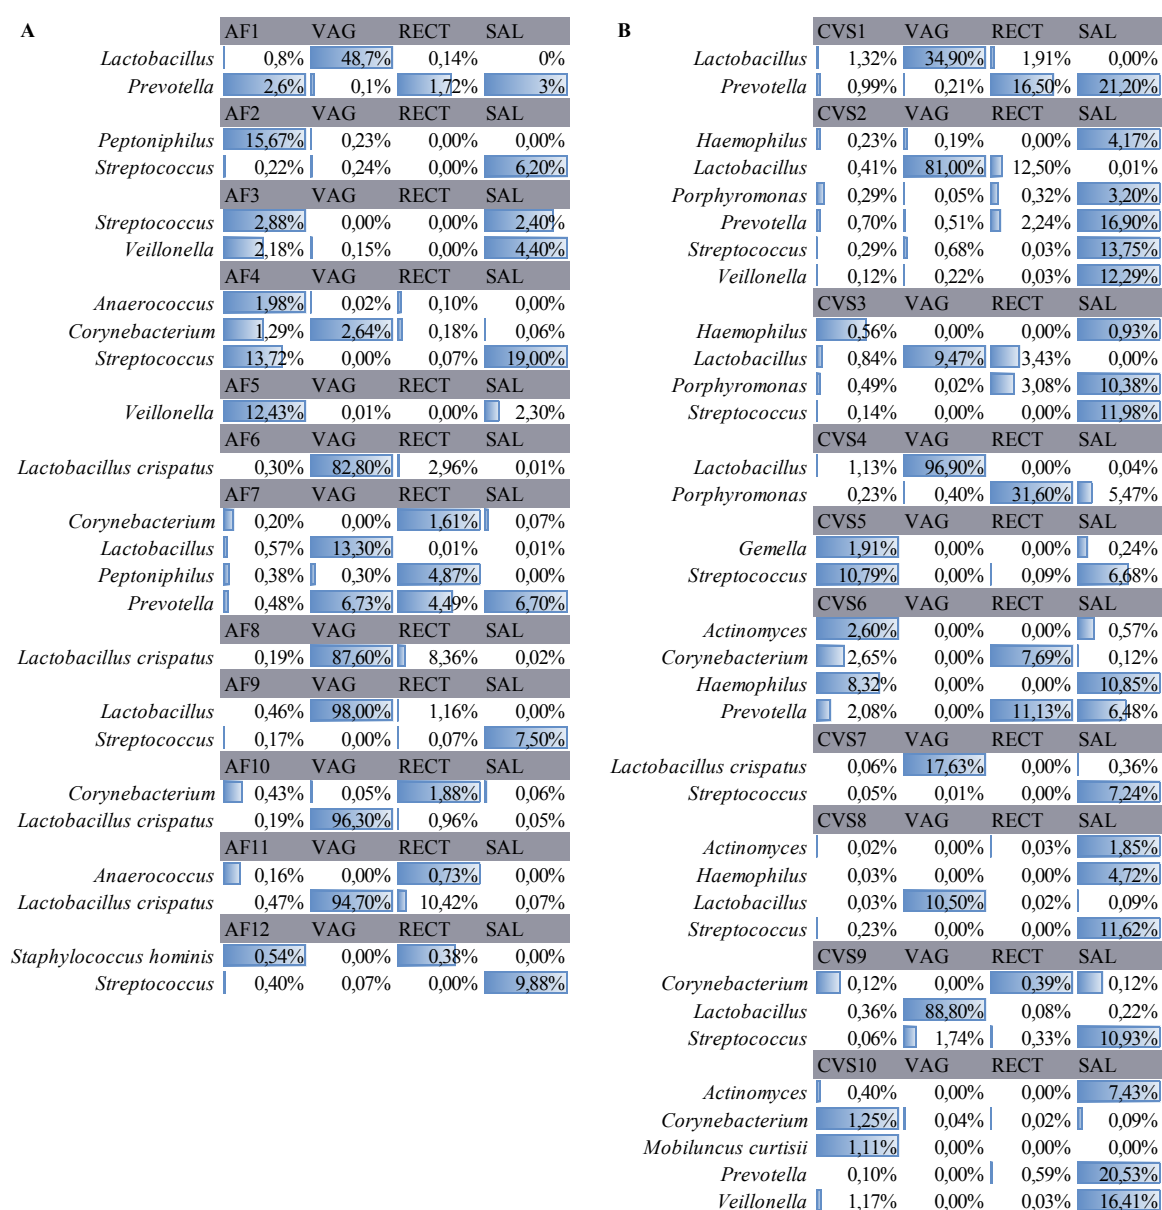 A
AF1 VAG RECT SAL
Lactobacillus 0,8% 48,7% 0,14% 0%
Prevotella 2,6% 0,1% 1,72% 3%
AF2 VAG RECT SAL
Peptoniphilus 15,67% 0,23% 0,00% 0,00%
Streptococcus 0,22% 0,24% 0,00% 6,20%
AF3 VAG RECT SAL
Streptococcus 2,88% 0,00% 0,00% 2,40%
Veillonella 2,18% 0,15% 0,00% 4,40%
AF4 VAG RECT SAL
Anaerococcus 1,98% 0,02% 0,10% 0,00%
Corynebacterium 1,29% 2,64% 0,18% 0,06%
Streptococcus 13,72% 0,00% 0,07% 19,00%
AF5 VAG RECT SAL
Veillonella 12,43% 0,01% 0,00% 2,30%
AF6 VAG RECT SAL
Lactobacillus crispatus 0,30% 82,80% 2,96% 0,01%
AF7 VAG RECT SAL
Corynebacterium 0,20% 0,00% 1,61% 0,07%
Lactobacillus 0,57% 13,30% 0,01% 0,01%
Peptoniphilus 0,38% 0,30% 4,87% 0,00%
Prevotella 0,48% 6,73% 4,49% 6,70%
AF8 VAG RECT SAL
Lactobacillus crispatus 0,19% 87,60% 8,36% 0,02%
AF9 VAG RECT SAL
Lactobacillus 0,46% 98,00% 1,16% 0,00%
Streptococcus 0,17% 0,00% 0,07% 7,50%
AF10 VAG RECT SAL
Corynebacterium 0,43% 0,05% 1,88% 0,06%
Lactobacillus crispatus 0,19% 96,30% 0,96% 0,05%
AF11 VAG RECT SAL
Anaerococcus 0,16% 0,00% 0,73% 0,00%
Lactobacillus crispatus 0,47% 94,70% 10,42% 0,07%
AF12 VAG RECT SAL
Staphylococcus hominis 0,54% 0,00% 0,38% 0,00%
Streptococcus 0,40% 0,07% 0,00% 9,88%
B
CVS1 VAG RECT SAL
Lactobacillus 1,32% 34,90% 1,91% 0,00%
Prevotella 0,99% 0,21% 16,50% 21,20%
CVS2 VAG RECT SAL
Haemophilus 0,23% 0,19% 0,00% 4,17%
Lactobacillus 0,41% 81,00% 12,50% 0,01%
Porphyromonas 0,29% 0,05% 0,32% 3,20%
Prevotella 0,70% 0,51% 2,24% 16,90%
Streptococcus 0,29% 0,68% 0,03% 13,75%
Veillonella 0,12% 0,22% 0,03% 12,29%
CVS3 VAG RECT SAL
Haemophilus 0,56% 0,00% 0,00% 0,93%
Lactobacillus 0,84% 9,47% 3,43% 0,00%
Porphyromonas 0,49% 0,02% 3,08% 10,38%
Streptococcus 0,14% 0,00% 0,00% 11,98%
CVS4 VAG RECT SAL
Lactobacillus 1,13% 96,90% 0,00% 0,04%
Porphyromonas 0,23% 0,40% 31,60% 5,47%
CVS5 VAG RECT SAL
Gemella 1,91% 0,00% 0,00% 0,24%
Streptococcus 10,79% 0,00% 0,09% 6,68%
CVS6 VAG RECT SAL
Actinomyces 2,60% 0,00% 0,00% 0,57%
Corynebacterium 2,65% 0,00% 7,69% 0,12%
Haemophilus 8,32% 0,00% 0,00% 10,85%
Prevotella 2,08% 0,00% 11,13% 6,48%
CVS7 VAG RECT SAL
Lactobacillus crispatus 0,06% 17,63% 0,00% 0,36%
Streptococcus 0,05% 0,01% 0,00% 7,24%
CVS8 VAG RECT SAL
Actinomyces 0,02% 0,00% 0,03% 1,85%
Haemophilus 0,03% 0,00% 0,00% 4,72%
Lactobacillus 0,03% 10,50% 0,02% 0,09%
Streptococcus 0,23% 0,00% 0,00% 11,62%
CVS9 VAG RECT SAL
Corynebacterium 0,12% 0,00% 0,39% 0,12%
Lactobacillus 0,36% 88,80% 0,08% 0,22%
Streptococcus 0,06% 1,74% 0,33% 10,93%
CVS10 VAG RECT SAL
Actinomyces 0,40% 0,00% 0,00% 7,43%
Corynebacterium 1,25% 0,04% 0,02% 0,09%
Mobiluncus curtisii 1,11% 0,00% 0,00% 0,00%
Prevotella 0,10% 0,00% 0,59% 20,53%
Veillonella 1,17% 0,00% 0,03% 16,41%